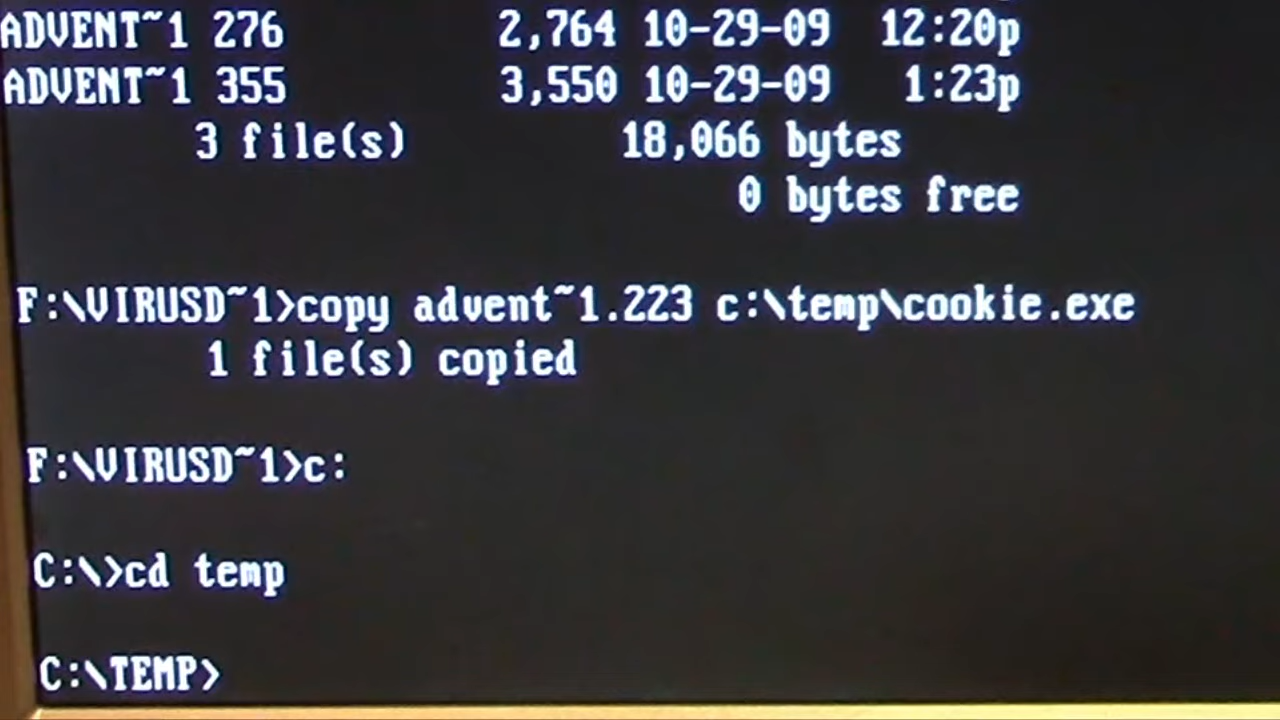 ADVENT~1 276 2,764 10-29-09 12:20p
ADVENT~1 355 3,550 10-29-09 1:23p
3 file(s) 18,066 bytes
0 bytes free
F:\VIRUSD~1>copy advent~1.223 c:\temp\cookie.exe
1 file(s) copied
F:\VIRUSD~1>c:
C:\>cd temp
C:\TEMP>